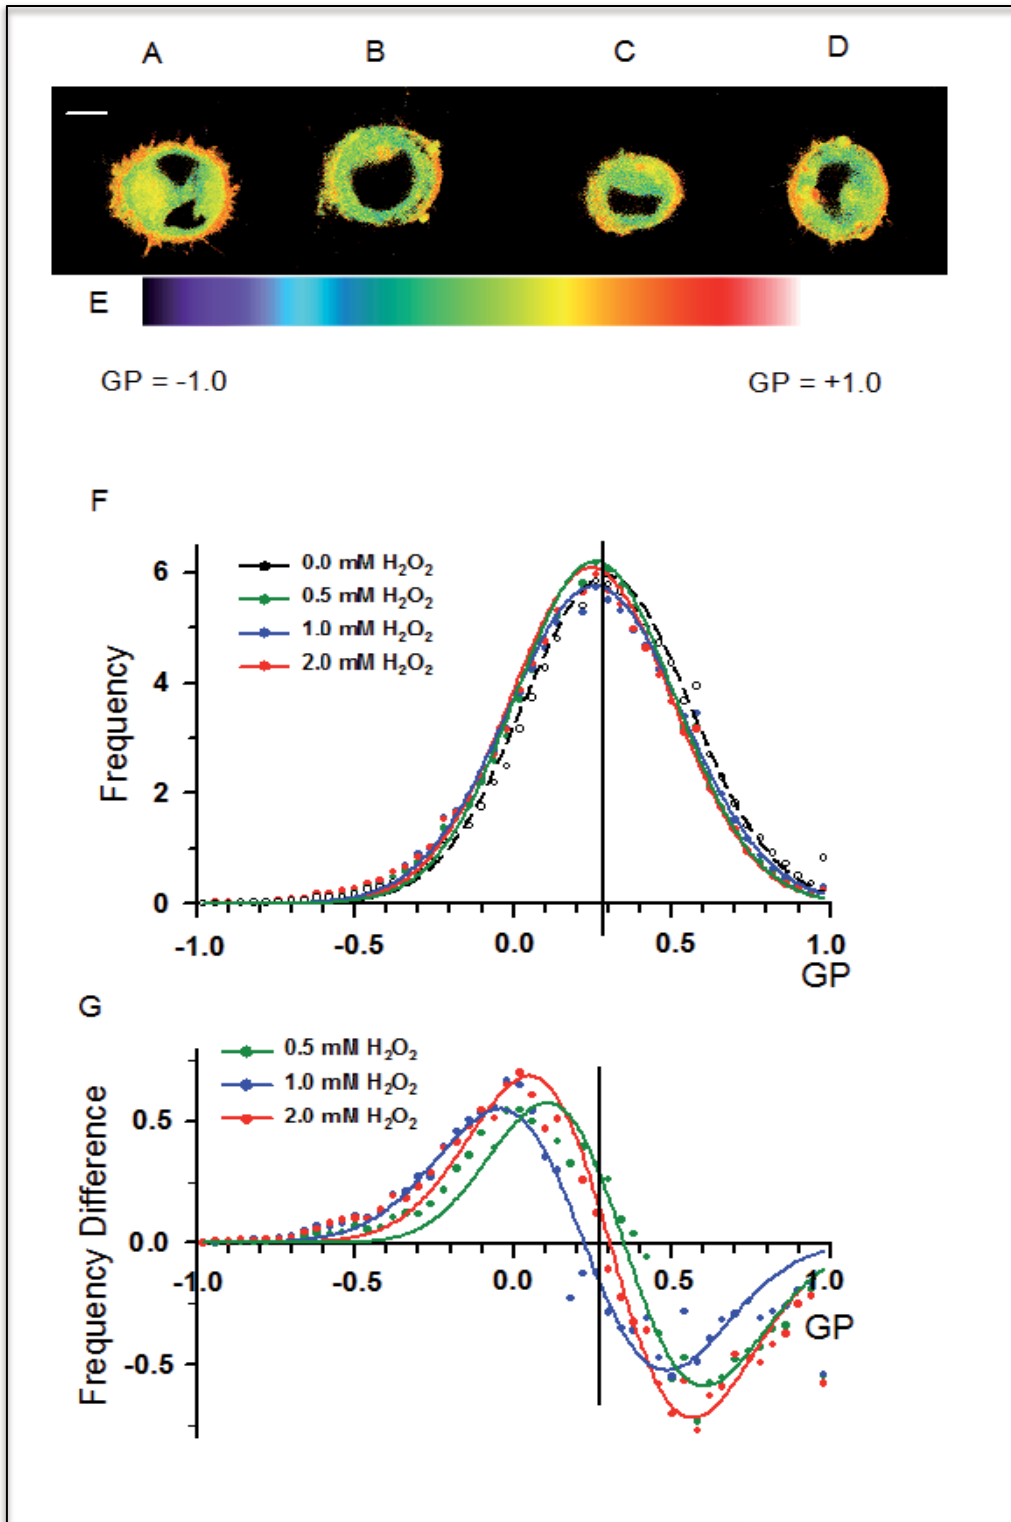 A B C D
E
GP = -1.0 GP = +1.0
F
0.0 mM H₂O₂
0.5 mM H₂O₂
1.0 mM H₂O₂
2.0 mM H₂O₂
Frequency
6
4
2
0
-1.0 -0.5 0.0 0.5 1.0
GP
G
0.5 mM H₂O₂
1.0 mM H₂O₂
2.0 mM H₂O₂
Frequency Difference
0.5
0.0
-0.5
-1.0 -0.5 0.0 0.5 1.0
GP